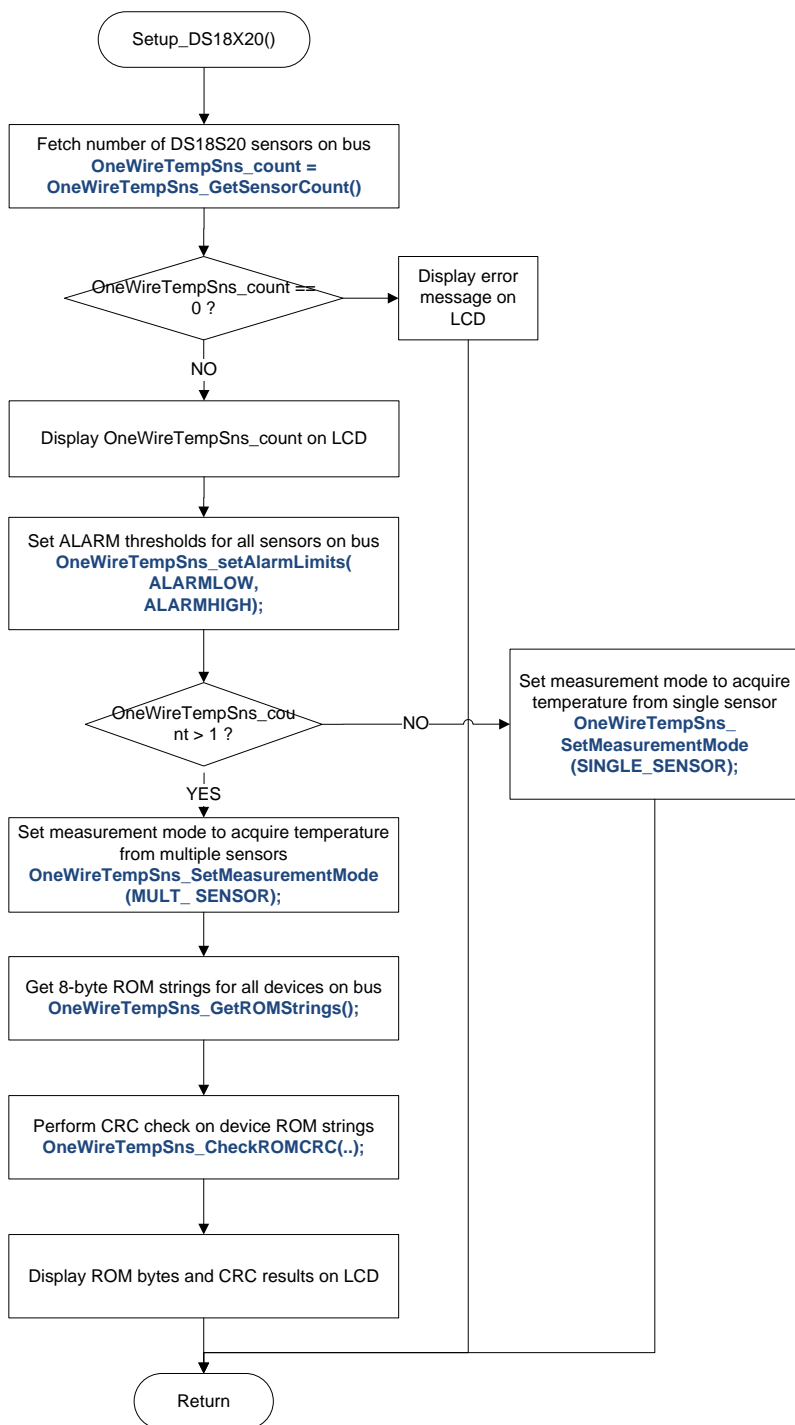 Setup_DS18X20()
Fetch number of DS18S20 sensors on bus
OneWireTempSns_count =
OneWireTempSns_GetSensorCount()
OneWireTempSns_count ==
0 ?
Display error
message on
LCD
NO
Display OneWireTempSns_count on LCD
Set ALARM thresholds for all sensors on bus
OneWireTempSns_setAlarmLimits(
ALARMLOW,
ALARMHIGH);
OneWireTempSns_cou
nt > 1 ?
NO
Set measurement mode to acquire
temperature from single sensor
OneWireTempSns_
SetMeasurementMode
(SINGLE_SENSOR);
YES
Set measurement mode to acquire temperature
from multiple sensors
OneWireTempSns_SetMeasurementMode
(MULT_ SENSOR);
Get 8-byte ROM strings for all devices on bus
OneWireTempSns_GetROMStrings();
Perform CRC check on device ROM strings
OneWireTempSns_CheckROMCRC(..);
Display ROM bytes and CRC results on LCD
Return